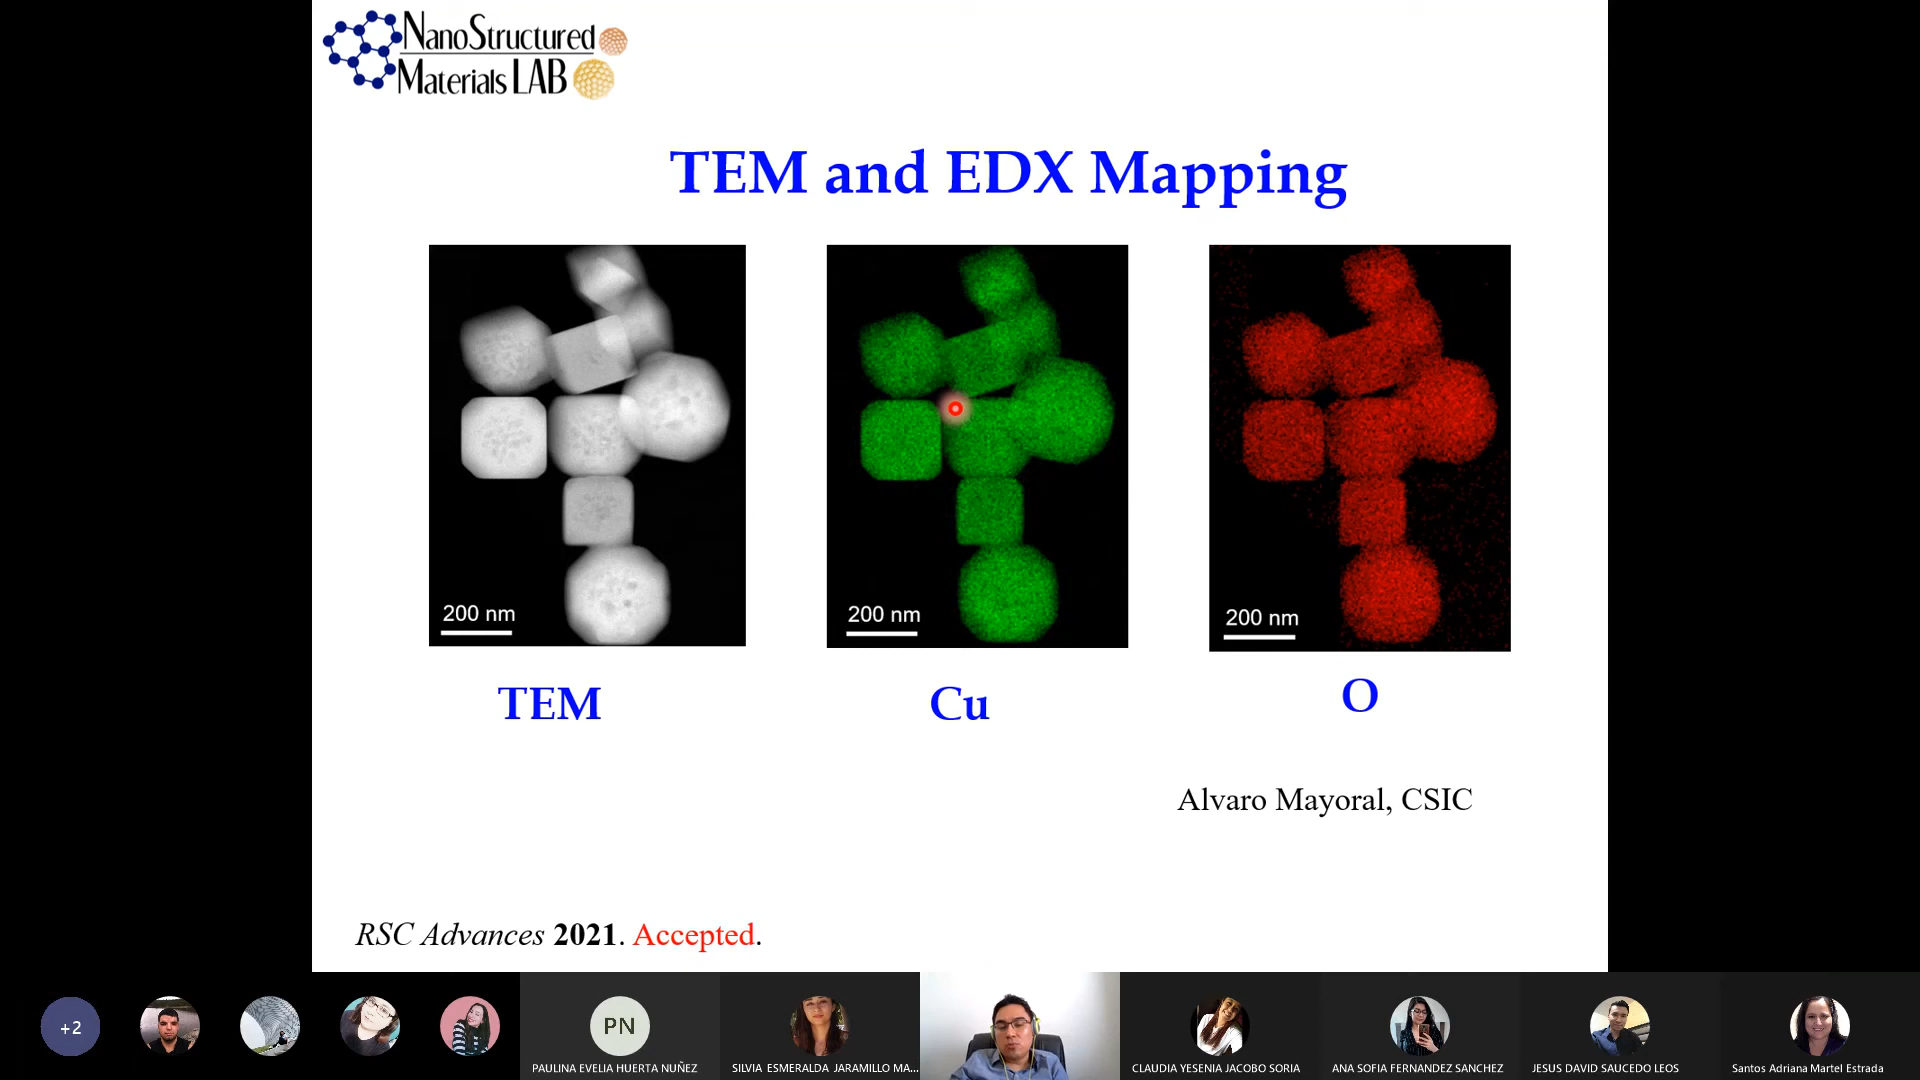 NanoStructured
Materials LAB
TEM and EDX Mapping
200 nm
200 nm
200 nm
TEM
Cu
O
Alvaro Mayoral, CSIC
RSC Advances 2021. Accepted.
+2
PN
PAULINA EVELIA HUERTA NUÑEZ
SILVIA ESMERALDA JARAMILLO MA...
CLAUDIA YESENIA JACOBO SORIA
ANA SOFIA FERNANDEZ SANCHEZ
JESUS DAVID SAUCEDO LEOS
Santos Adriana Martel Estrada